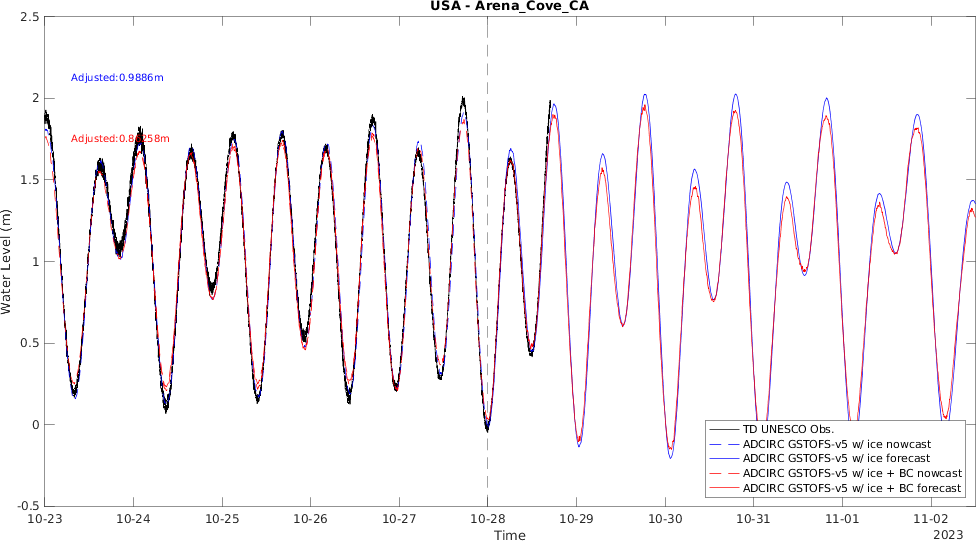 USA - Arena_Cove_CA
2.5
2
1.5
1
0.5
0
-0.5
Water Level (m)
Adjusted:0.9886m
10-23
10-24
10-25
10-26
10-27
10-28
10-29
10-30
10-31
11-01
11-02
2023
Time
TD UNESCO Obs.
ADCIRC GSTOFS-v5 w/ ice nowcast
ADCIRC GSTOFS-v5 w/ ice forecast
ADCIRC GSTOFS-v5 w/ ice + BC nowcast
ADCIRC GSTOFS-v5 w/ ice + BC forecast